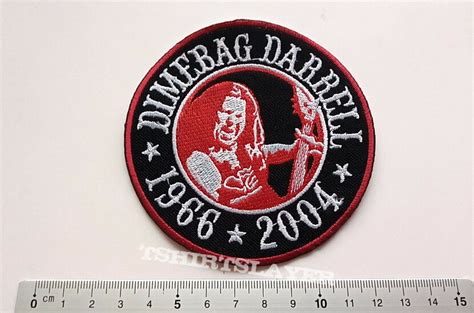 DIMEBAG DARRELL
1966 ★ 2004
TSHIRTSLAYER
0 cm 1 2 3 4 5 6 7 8 9 10 11 12 13 14 15